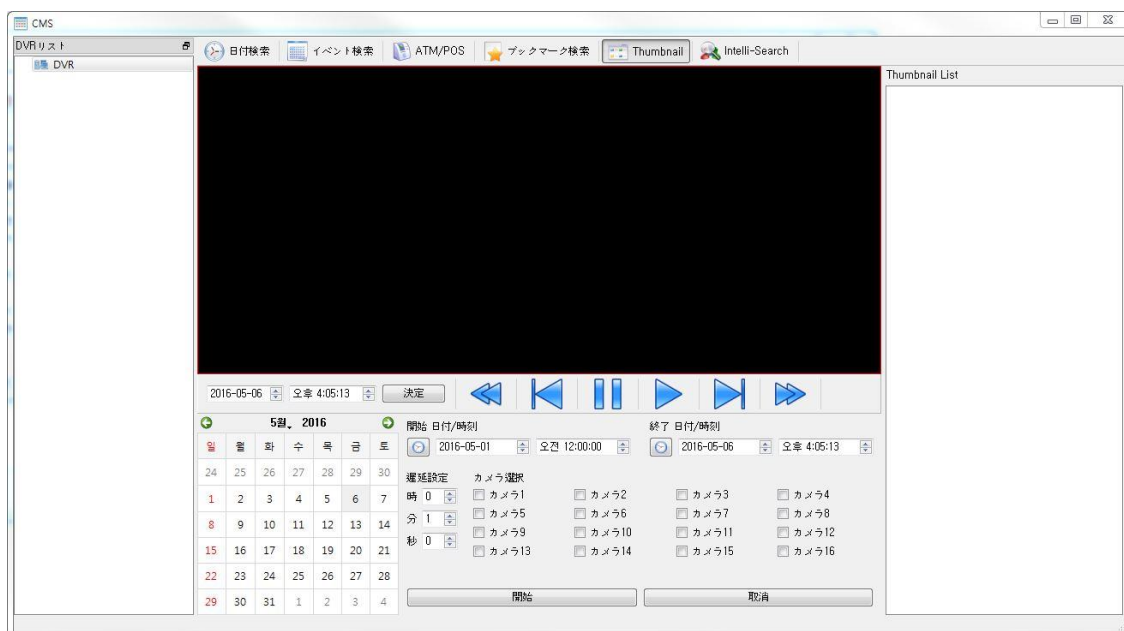 CMS
DVRリスト
DVR
日付検索 イベント検索 ATM/POS ブックマーク検索 Thumbnail Intelli-Search
Thumbnail List
2016-05-06 오후 4:05:13 決定
5월, 2016
일 월 화 수 목 금 토
24 25 26 27 28 29 30
1 2 3 4 5 6 7
8 9 10 11 12 13 14
15 16 17 18 19 20 21
22 23 24 25 26 27 28
29 30 31 1 2 3 4
開始 日付/時刻
2016-05-01 오전 12:00:00
終了 日付/時刻
2016-05-06 오후 4:05:13
遅延設定
時 0
分 1
秒 0
カメラ選択
カメラ1 カメラ2 カメラ3 カメラ4
カメラ5 カメラ6 カメラ7 カメラ8
カメラ9 カメラ10 カメラ11 カメラ12
カメラ13 カメラ14 カメラ15 カメラ16
開始 取消